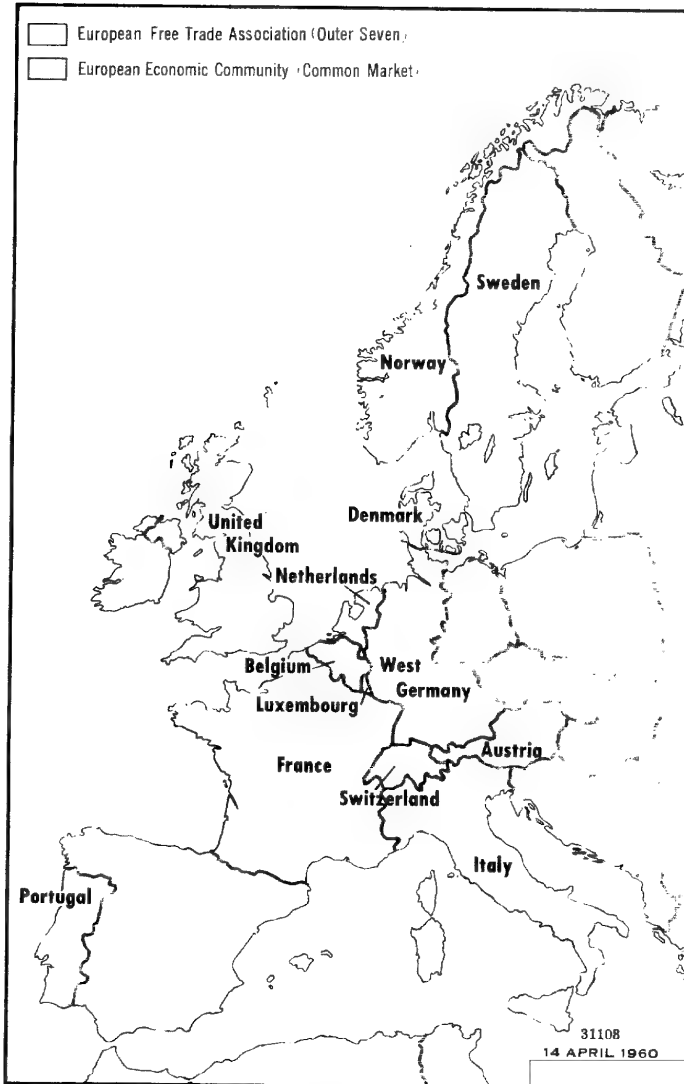 European Free Trade Association (Outer Seven)
European Economic Community (Common Market)
Sweden
Norway
Denmark
United
Kingdom
Netherlands
Belgium
West
Germany
Luxembourg
Austria
France
Switzerland
Italy
Portugal
31108
14 APRIL 1960